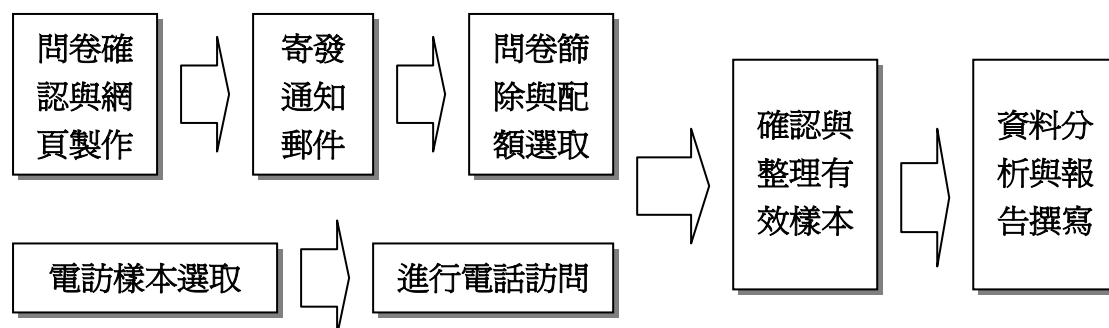 問卷確
認與網
頁製作
寄發
通知
郵件
問卷篩
除與配
額選取
電訪樣本選取
進行電話訪問
確認與
整理有
效樣本
資料分
析與報
告撰寫